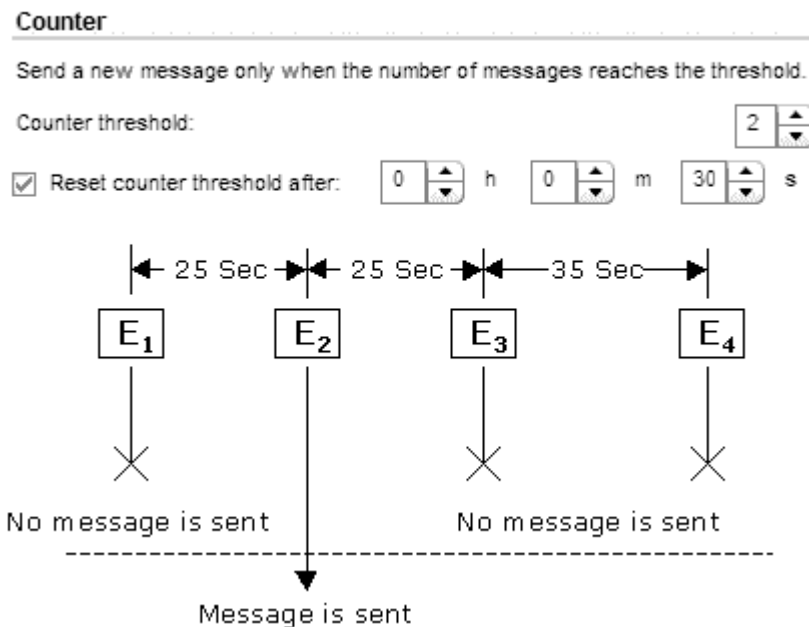 Counter
Send a new message only when the number of messages reaches the threshold.
Counter threshold: 2
Reset counter threshold after: 0 h 0 m 30 s
25 Sec 25 Sec 35 Sec
E1 E2 E3 E4
No message is sent No message is sent
Message is sent